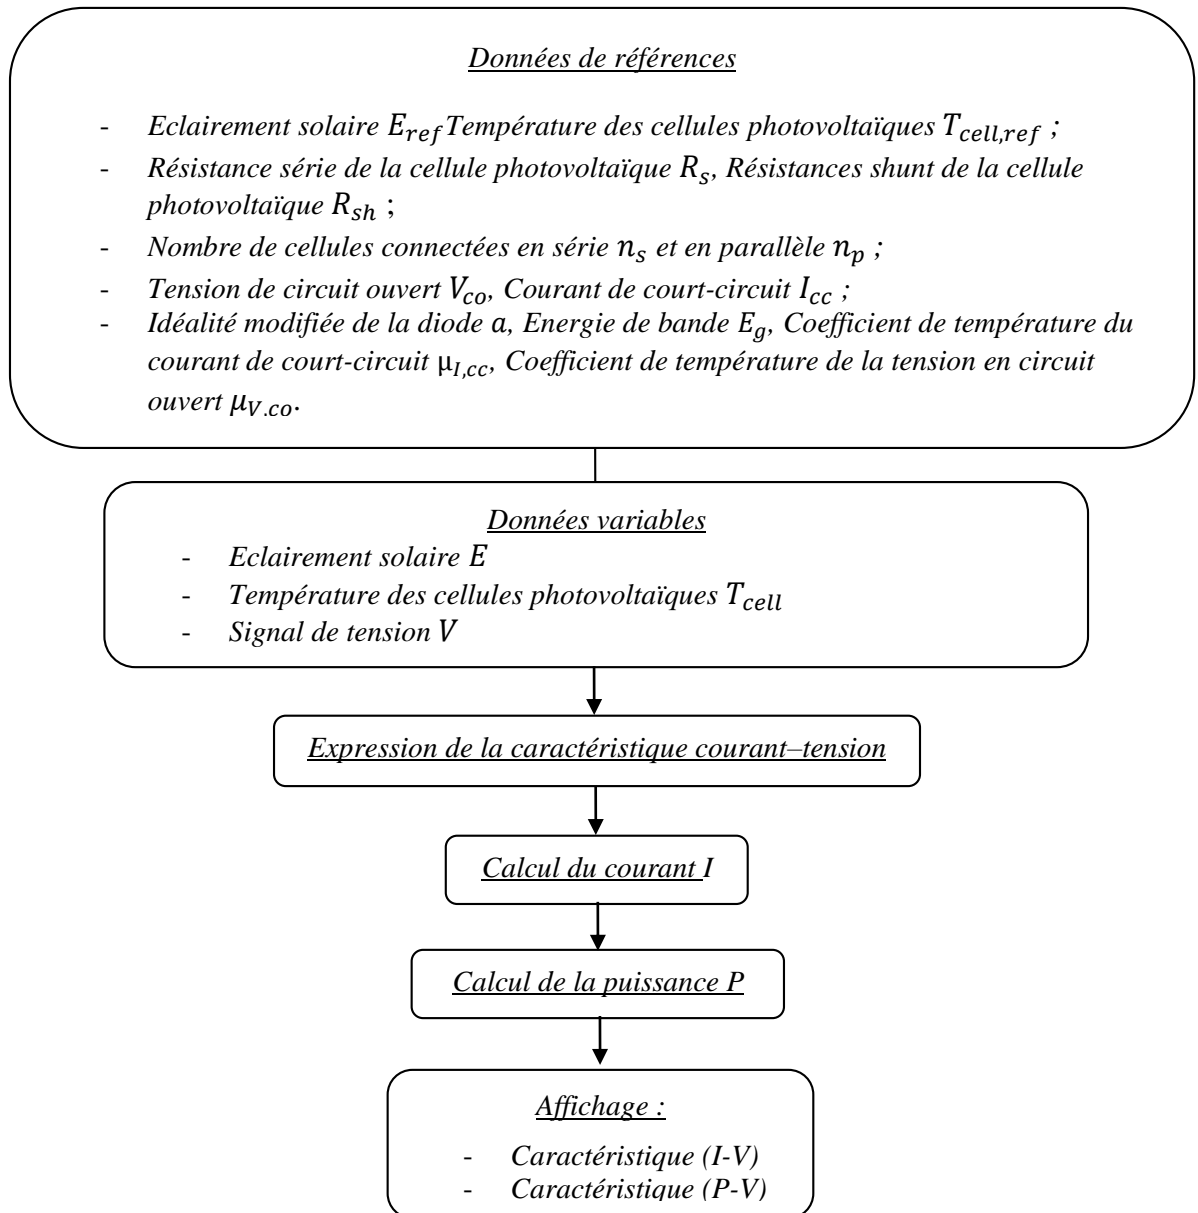 Données de références
- Eclairement solaire E_ref Température des cellules photovoltaïques T_cell,ref ;
- Résistance série de la cellule photovoltaïque R_s, Résistances shunt de la cellule
photovoltaïque R_sh ;
- Nombre de cellules connectées en série n_s et en parallèle n_p ;
- Tension de circuit ouvert V_co, Courant de court-circuit I_cc ;
- Idéalité modifiée de la diode a, Energie de bande E_g, Coefficient de température du
courant de court-circuit μ_I,cc, Coefficient de température de la tension en circuit
ouvert μ_V.co.
Données variables
- Eclairement solaire E
- Température des cellules photovoltaïques T_cell
- Signal de tension V
Expression de la caractéristique courant–tension
Calcul du courant I
Calcul de la puissance P
Affichage :
- Caractéristique (I-V)
- Caractéristique (P-V)